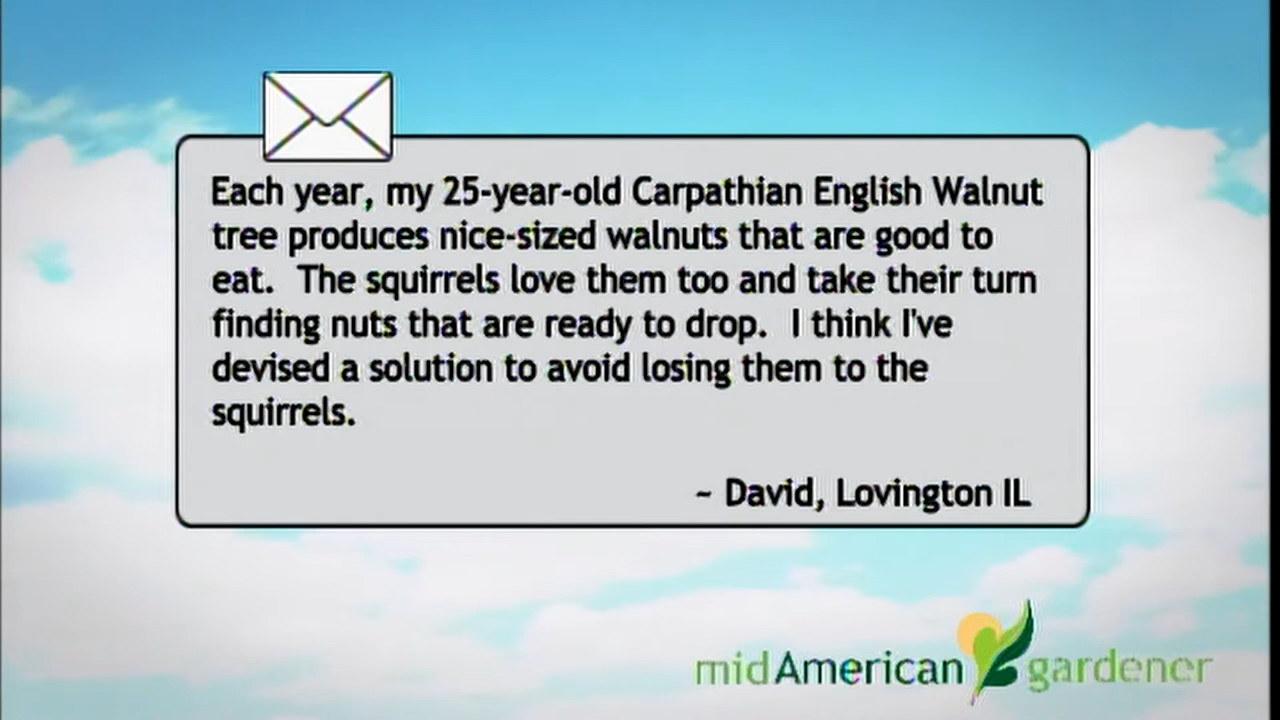 Each year, my 25-year-old Carpathian English Walnut
tree produces nice-sized walnuts that are good to
eat.  The squirrels love them too and take their turn
finding nuts that are ready to drop.  I think I've
devised a solution to avoid losing them to the
squirrels.
~ David, Lovington IL
midAmerican gardener